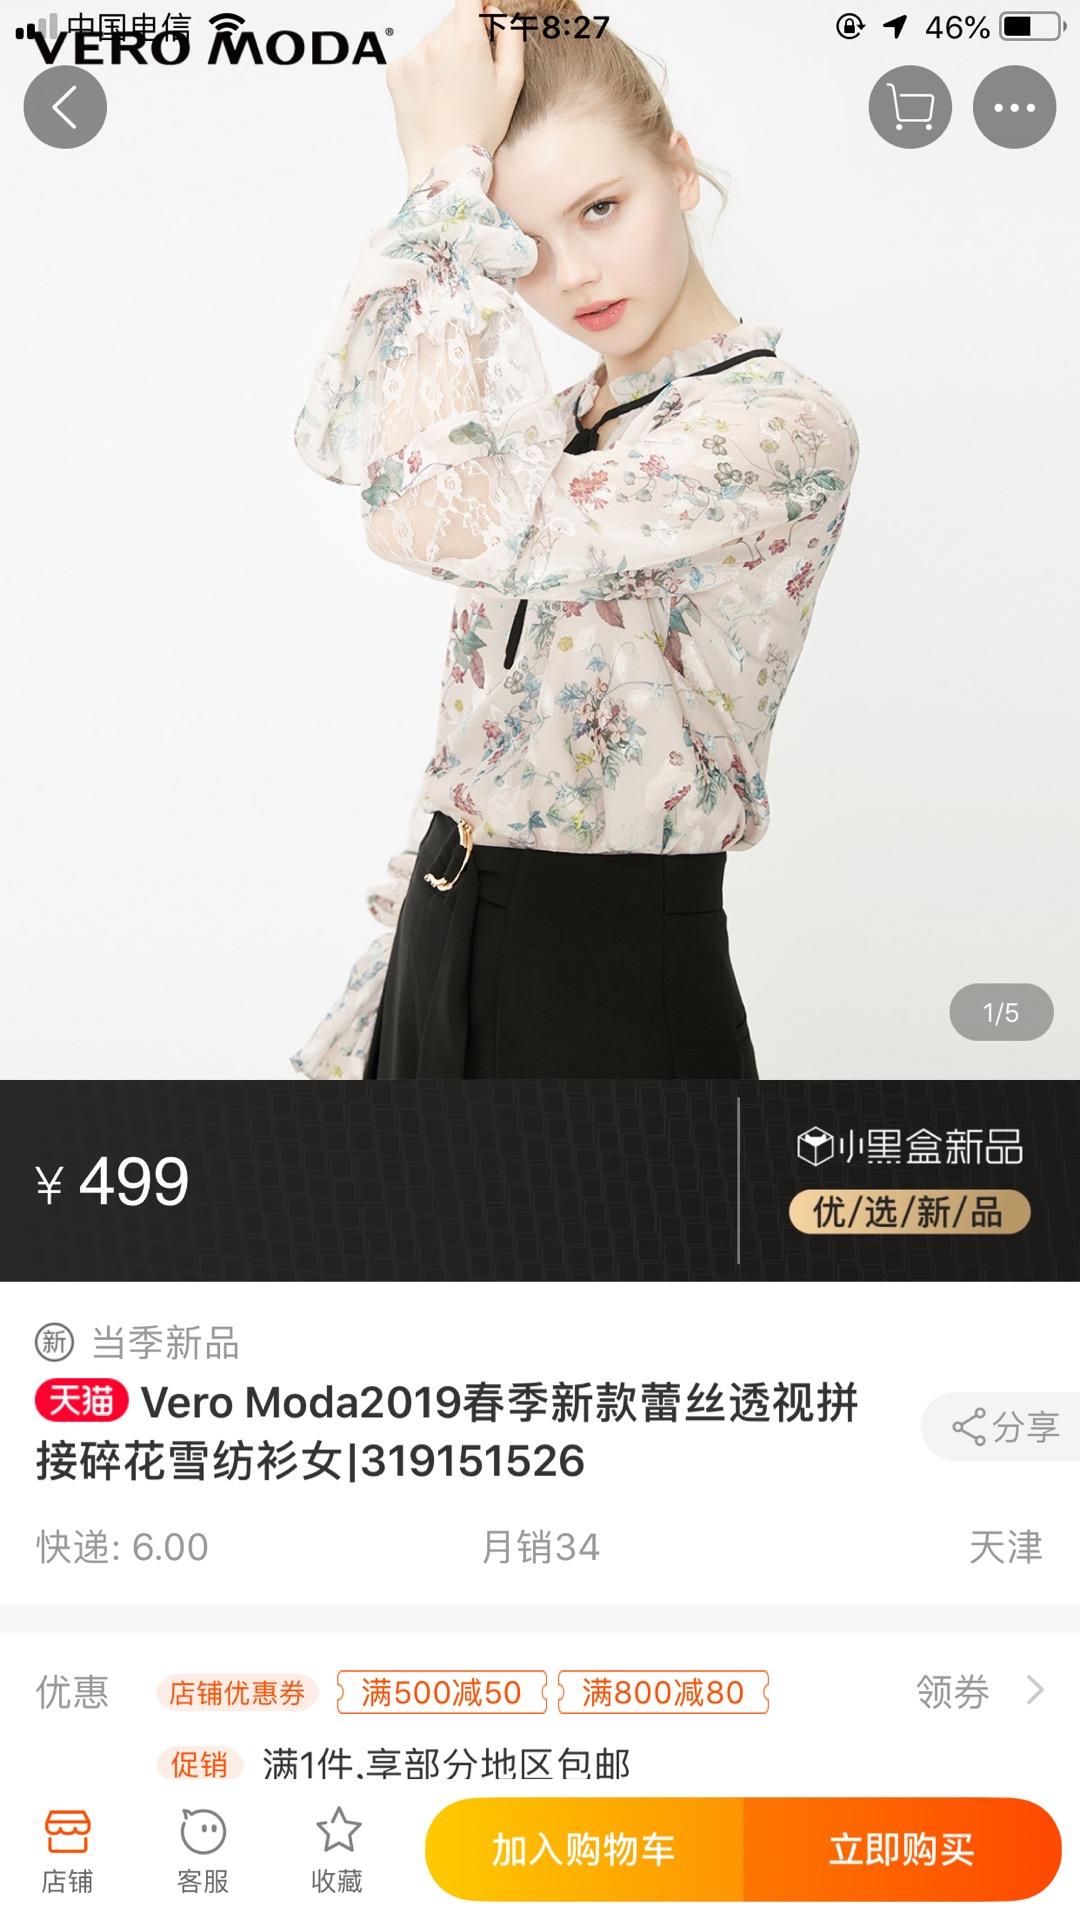 中国电信 下午8:27 46%
VERO MODA®
1/5
¥ 499
小黑盒新品
优/选/新/品
新 当季新品
天猫 Vero Moda2019春季新款蕾丝透视拼
接碎花雪纺衫女|319151526
分享
快递: 6.00 月销34 天津
优惠 店铺优惠券 满500减50 满800减80 领券
促销 满1件,享部分地区包邮
店铺 客服 收藏 加入购物车 立即购买